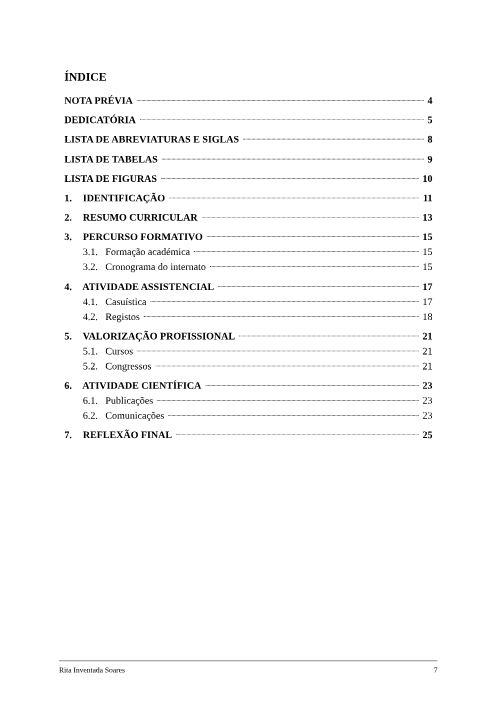 ÍNDICE
NOTA PRÉVIA 4
DEDICATÓRIA 5
LISTA DE ABREVIATURAS E SIGLAS 8
LISTA DE TABELAS 9
LISTA DE FIGURAS 10
1. IDENTIFICAÇÃO 11
2. RESUMO CURRICULAR 13
3. PERCURSO FORMATIVO 15
3.1. Formação académica 15
3.2. Cronograma do internato 15
4. ATIVIDADE ASSISTENCIAL 17
4.1. Casuística 17
4.2. Registos 18
5. VALORIZAÇÃO PROFISSIONAL 21
5.1. Cursos 21
5.2. Congressos 21
6. ATIVIDADE CIENTÍFICA 23
6.1. Publicações 23
6.2. Comunicações 23
7. REFLEXÃO FINAL 25
Rita Inventada Soares 7